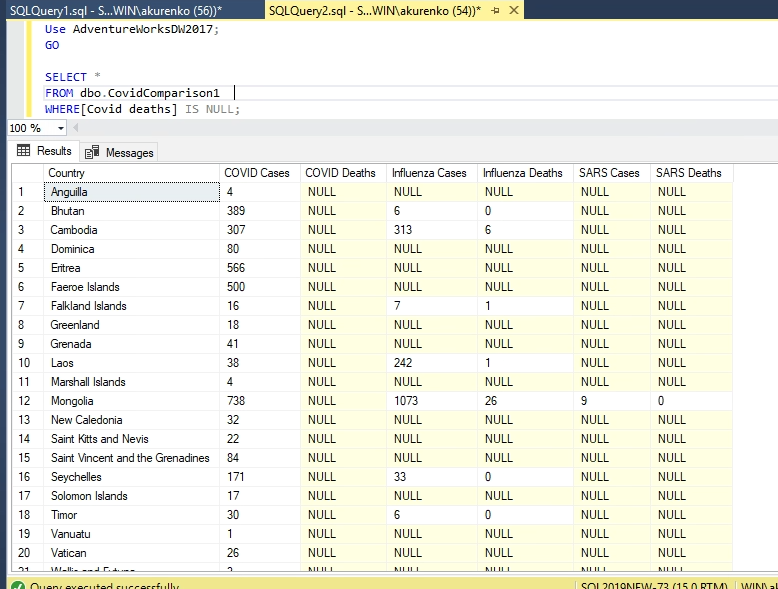 SQLQuery1.sql - S...WIN\akurenko (56))* SQLQuery2.sql - S...WIN\akurenko (54))*
Use AdventureWorksDW2017;
GO
SELECT *
FROM dbo.CovidComparison1
WHERE[Covid deaths] IS NULL;
100 %
Results Messages
Country COVID Cases COVID Deaths Influenza Cases Influenza Deaths SARS Cases SARS Deaths
1 Anguilla 4 NULL NULL NULL NULL NULL
2 Bhutan 389 NULL 6 0 NULL NULL
3 Cambodia 307 NULL 313 6 NULL NULL
4 Dominica 80 NULL NULL NULL NULL NULL
5 Eritrea 566 NULL NULL NULL NULL NULL
6 Faeroe Islands 500 NULL NULL NULL NULL NULL
7 Falkland Islands 16 NULL 7 1 NULL NULL
8 Greenland 18 NULL NULL NULL NULL NULL
9 Grenada 41 NULL NULL NULL NULL NULL
10 Laos 38 NULL 242 1 NULL NULL
11 Marshall Islands 4 NULL NULL NULL NULL NULL
12 Mongolia 738 NULL 1073 26 9 0
13 New Caledonia 32 NULL NULL NULL NULL NULL
14 Saint Kitts and Nevis 22 NULL NULL NULL NULL NULL
15 Saint Vincent and the Grenadines 84 NULL NULL NULL NULL NULL
16 Seychelles 171 NULL 33 0 NULL NULL
17 Solomon Islands 17 NULL NULL NULL NULL NULL
18 Timor 30 NULL 6 0 NULL NULL
19 Vanuatu 1 NULL NULL NULL NULL NULL
20 Vatican 26 NULL NULL NULL NULL NULL
21 Wallis and Futuna NULL NULL NULL NULL NULL
Query executed successfully. SQL2019NEW-73 (15.0 RTM)